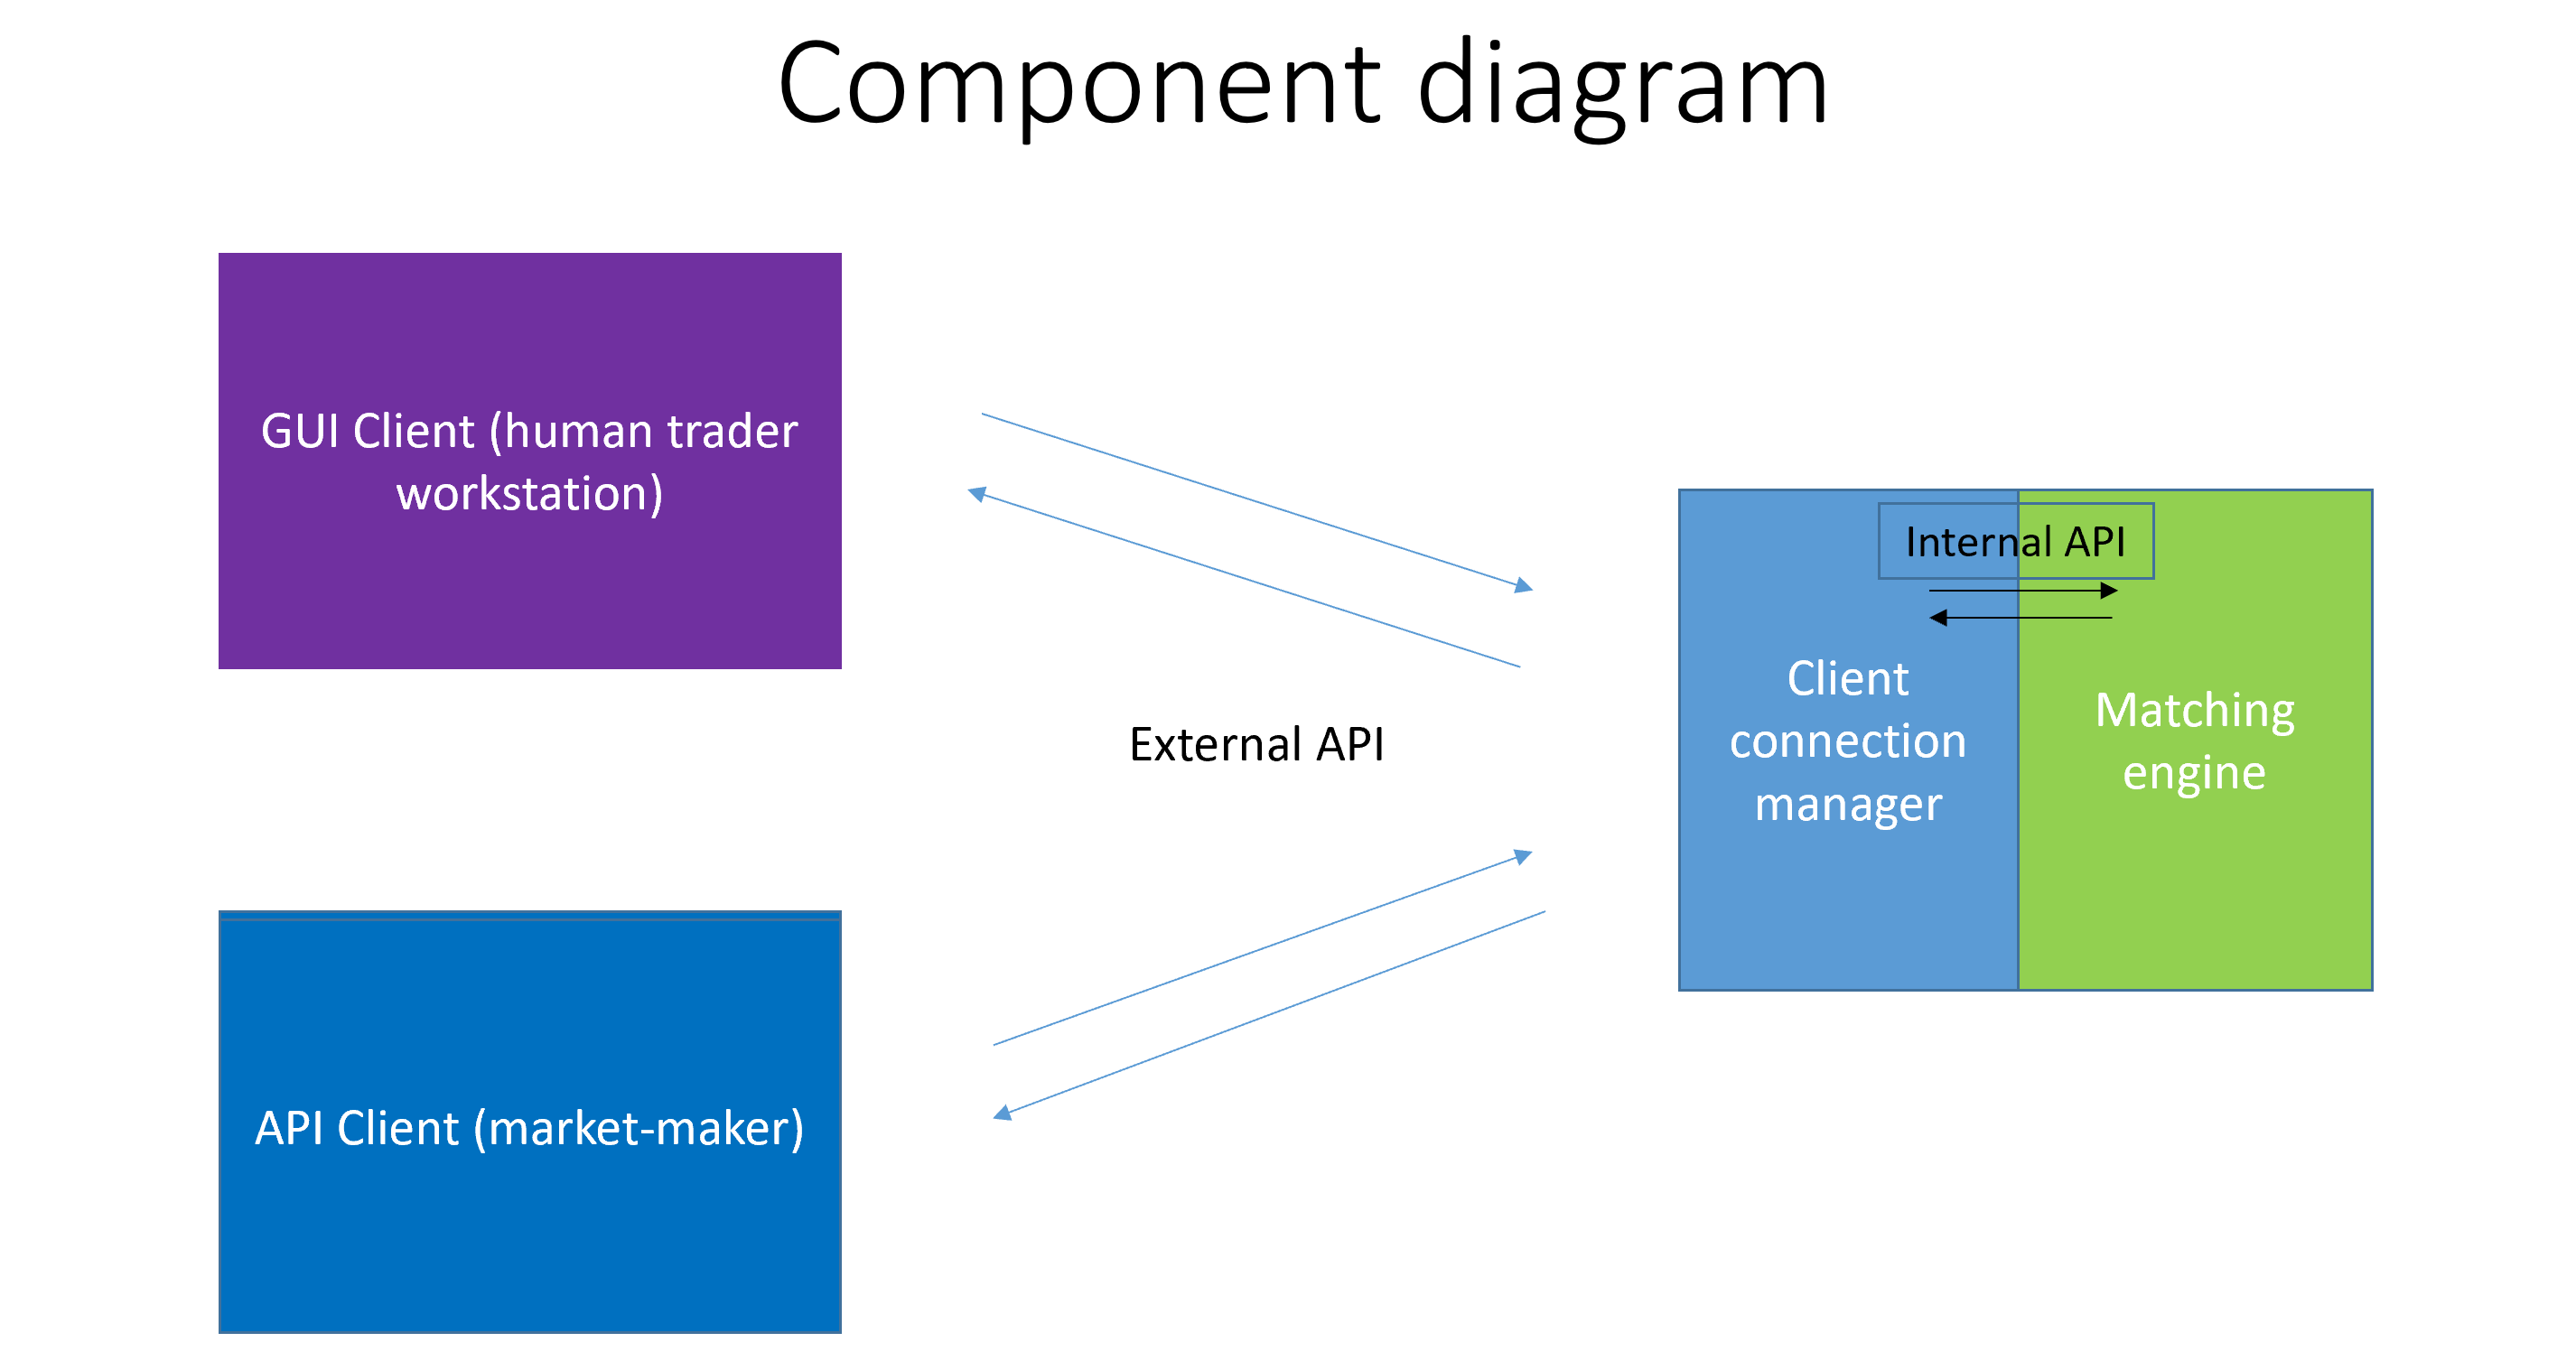 Component diagram
GUI Client (human trader
workstation)
Internal API
Client
connection
manager
Matching
engine
External API
API Client (market-maker)